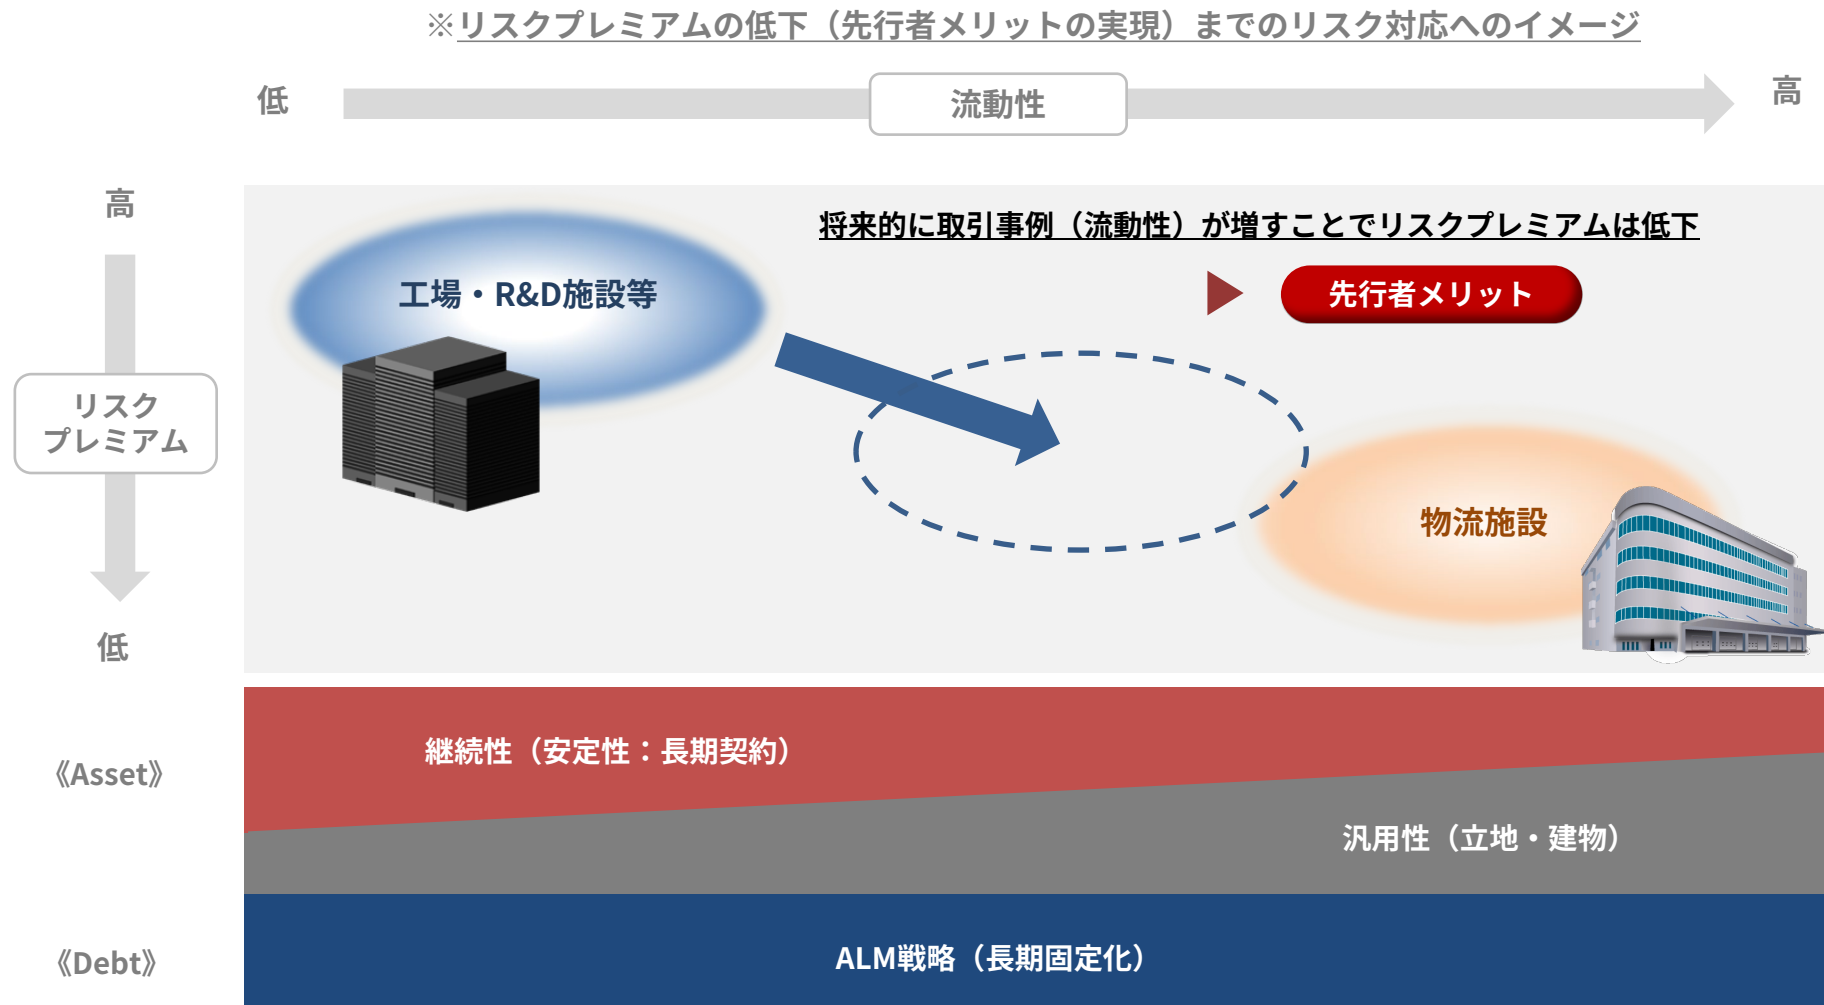 ※リスクプレミアムの低下（先行者メリットの実現）までのリスク対応へのイメージ
低
流動性
高
高
リスク
プレミアム
低
将来的に取引事例（流動性）が増すことでリスクプレミアムは低下
先行者メリット
工場・R&D施設等
物流施設
《Asset》
継続性（安定性：長期契約）
汎用性（立地・建物）
《Debt》
ALM戦略（長期固定化）